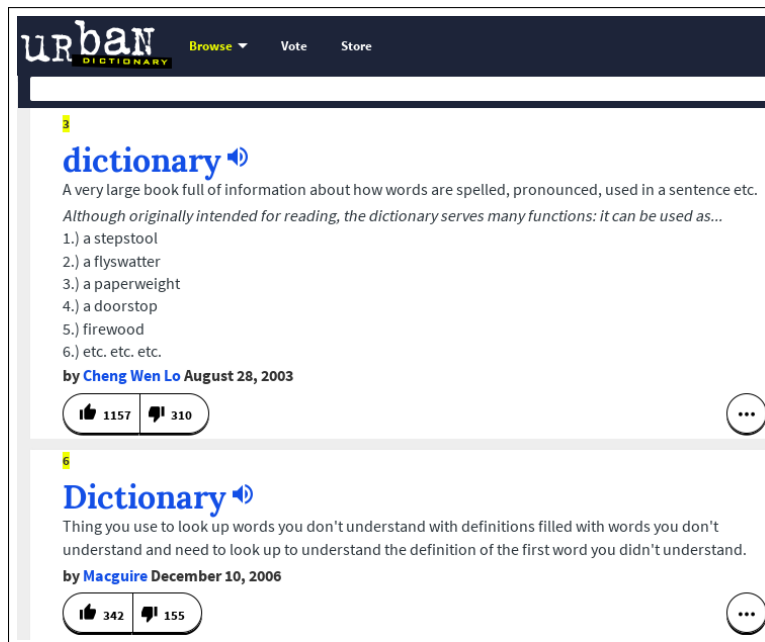 urban
DICTIONARY
Browse Vote Store
3
dictionary
A very large book full of information about how words are spelled, pronounced, used in a sentence etc.
Although originally intended for reading, the dictionary serves many functions: it can be used as...
1.) a stepstool
2.) a flyswatter
3.) a paperweight
4.) a doorstop
5.) firewood
6.) etc. etc. etc.
by Cheng Wen Lo August 28, 2003
1157 310
6
Dictionary
Thing you use to look up words you don't understand with definitions filled with words you don't
understand and need to look up to understand the definition of the first word you didn't understand.
by Macguire December 10, 2006
342 155